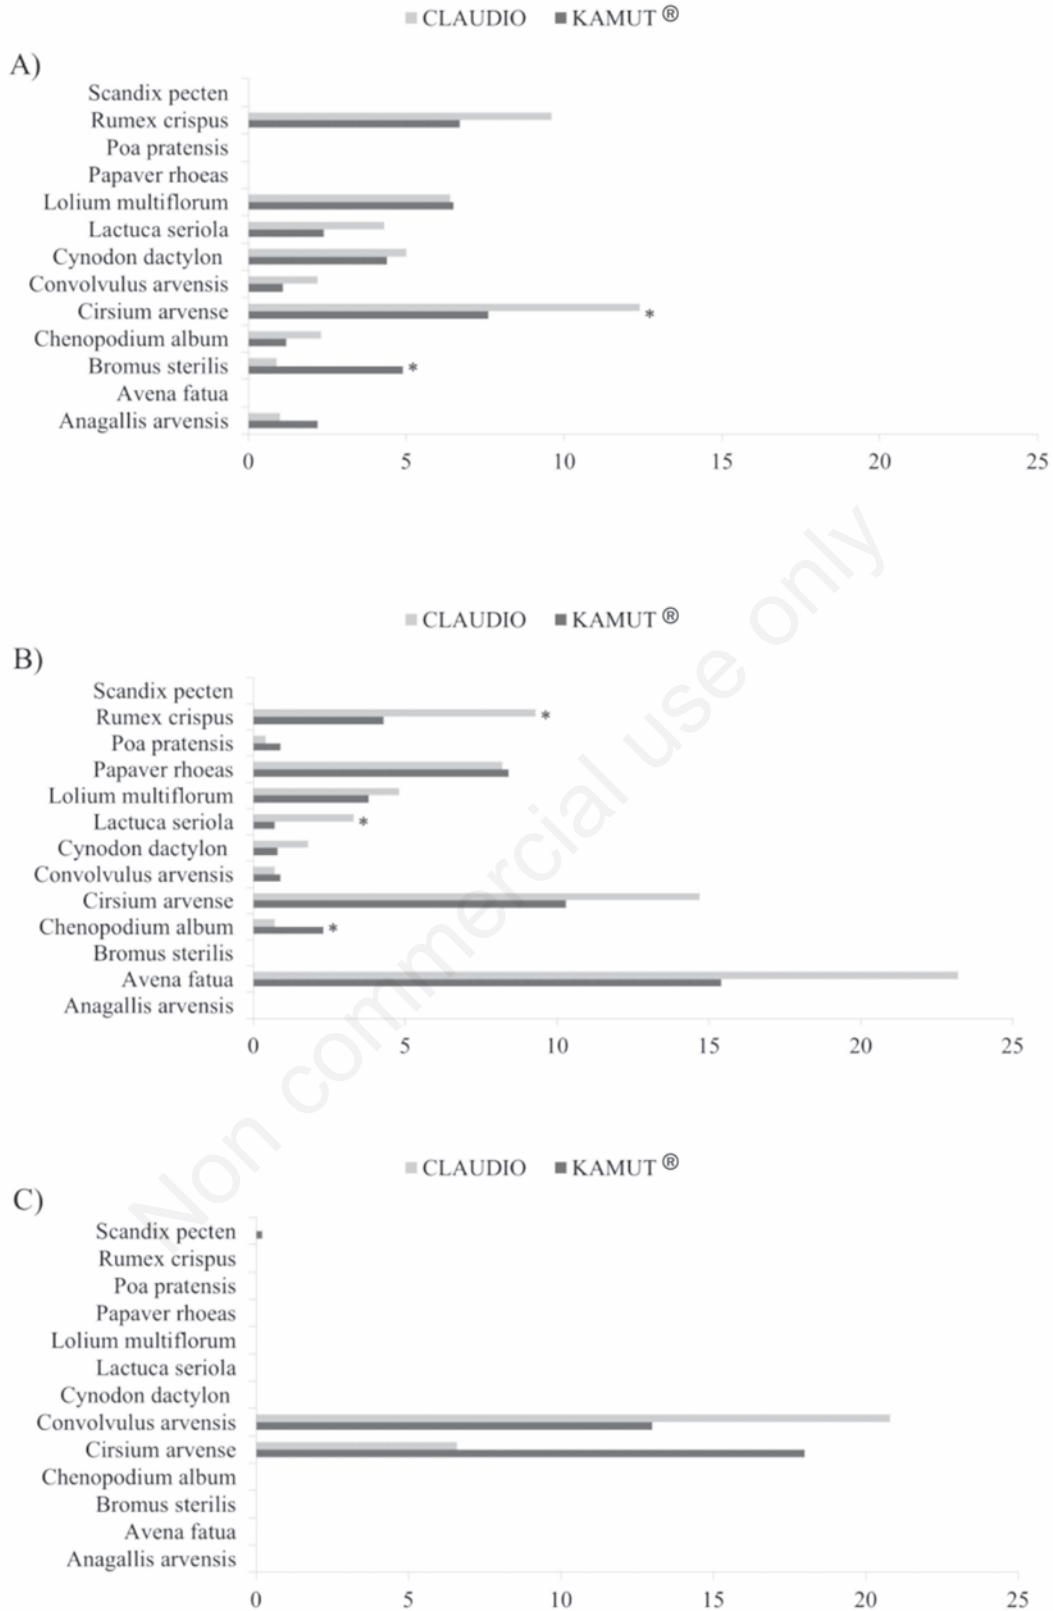 CLAUDIO KAMUT ®
A)
Scandix pecten
Rumex crispus
Poa pratensis
Papaver rhoeas
Lolium multiflorum
Lactuca seriola
Cynodon dactylon
Convolvulus arvensis
Cirsium arvense *
Chenopodium album
Bromus sterilis *
Avena fatua
Anagallis arvensis
0 5 10 15 20 25
CLAUDIO KAMUT ®
B)
Scandix pecten
Rumex crispus *
Poa pratensis
Papaver rhoeas
Lolium multiflorum
Lactuca seriola *
Cynodon dactylon
Convolvulus arvensis
Cirsium arvense
Chenopodium album *
Bromus sterilis
Avena fatua
Anagallis arvensis
0 5 10 15 20 25
CLAUDIO KAMUT ®
C)
Scandix pecten
Rumex crispus
Poa pratensis
Papaver rhoeas
Lolium multiflorum
Lactuca seriola
Cynodon dactylon
Convolvulus arvensis
Cirsium arvense
Chenopodium album
Bromus sterilis
Avena fatua
Anagallis arvensis
0 5 10 15 20 25
Non commercial use only